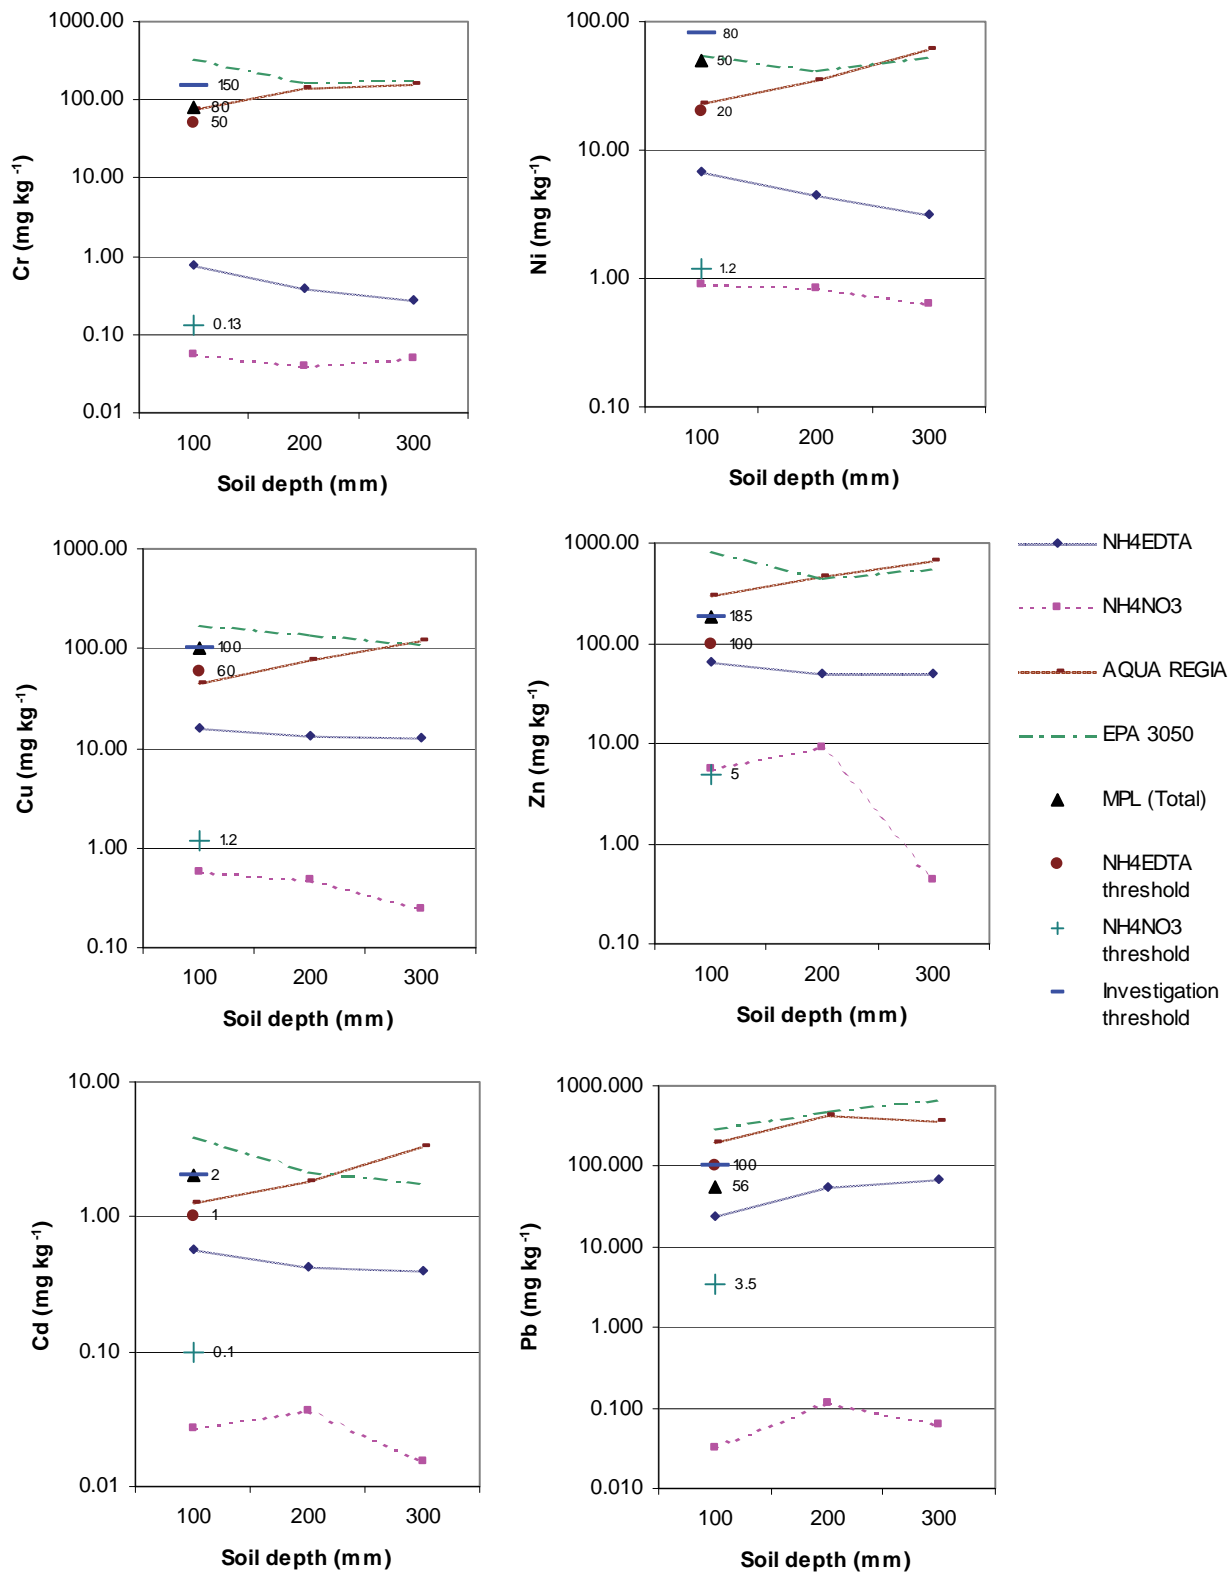 1000.00
100.00
10.00
1.00
0.10
0.01
Cr (mg kg-1)
150
80
50
0.13
100 200 300
Soil depth (mm)
100.00
10.00
1.00
0.10
Ni (mg kg-1)
80
50
20
1.2
100 200 300
Soil depth (mm)
1000.00
100.00
10.00
1.00
0.10
Cu (mg kg-1)
100
60
1.2
100 200 300
Soil depth (mm)
1000.00
100.00
10.00
1.00
0.10
Zn (mg kg-1)
185
100
5
100 200 300
Soil depth (mm)
NH4EDTA
NH4NO3
AQUA REGIA
EPA 3050
MPL (Total)
NH4EDTA
threshold
NH4NO3
threshold
Investigation
threshold
10.00
1.00
0.10
0.01
Cd (mg kg-1)
2
1
0.1
100 200 300
Soil depth (mm)
1000.000
100.000
10.000
1.000
0.100
0.010
Pb (mg kg-1)
100
56
3.5
100 200 300
Soil depth (mm)